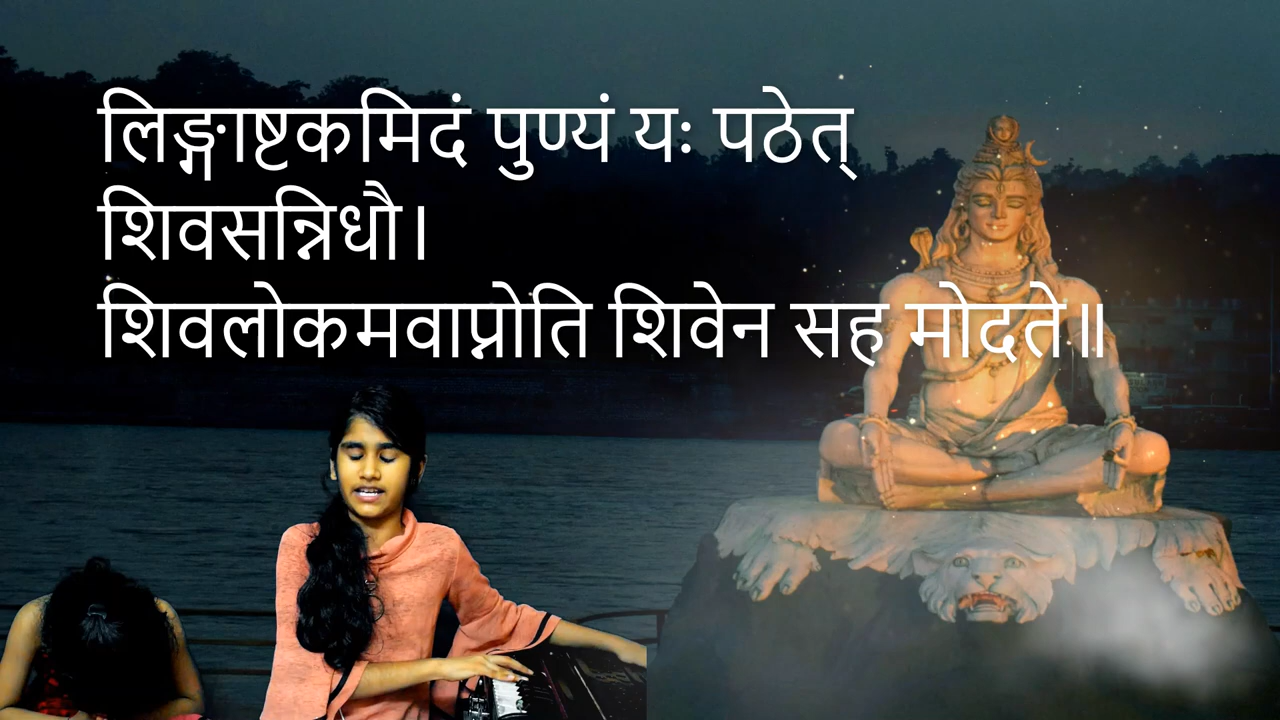 लिङ्गाष्टकमिदं पुण्यं यः पठेत्
शिवसन्निधौ।
शिवलोकमवाप्नोति शिवेन सह मोदते॥